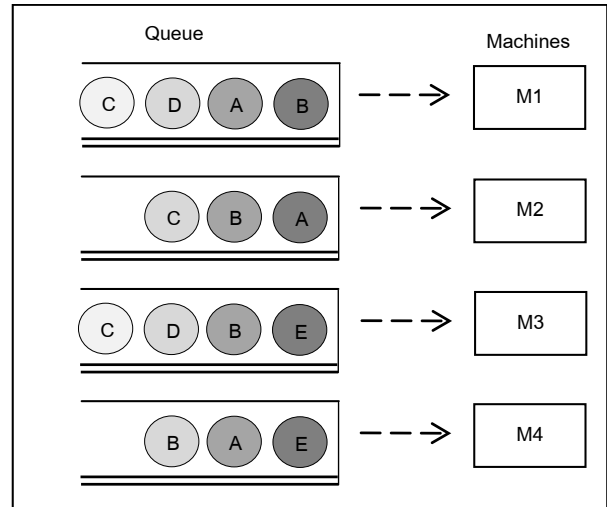 Queue
Machines
C D A B
M1
C B A
M2
C D B E
M3
B A E
M4